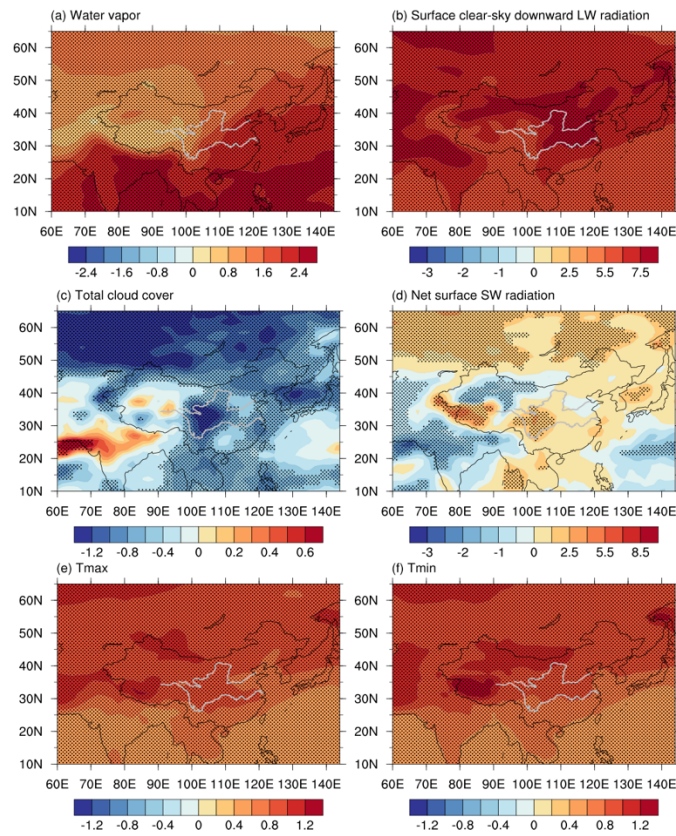 (a) Water vapor
(b) Surface clear-sky downward LW radiation
60N
50N
40N
30N
20N
10N
60E 70E 80E 90E 100E 110E 120E 130E 140E
-2.4 -1.6 -0.8 0 0.8 1.6 2.4
60N
50N
40N
30N
20N
10N
60E 70E 80E 90E 100E 110E 120E 130E 140E
-3 -2 -1 0 2.5 5.5 8.5
(c) Total cloud cover
(d) Net surface SW radiation
60N
50N
40N
30N
20N
10N
60E 70E 80E 90E 100E 110E 120E 130E 140E
-1.2 -0.8 -0.4 0 0.2 0.4 0.6
60N
50N
40N
30N
20N
10N
60E 70E 80E 90E 100E 110E 120E 130E 140E
-3 -2 -1 0 2.5 5.5 8.5
(e) Tmax
(f) Tmin
60N
50N
40N
30N
20N
10N
60E 70E 80E 90E 100E 110E 120E 130E 140E
-1.2 -0.8 -0.4 0 0.4 0.8 1.2
60N
50N
40N
30N
20N
10N
60E 70E 80E 90E 100E 110E 120E 130E 140E
-1.2 -0.8 -0.4 0 0.4 0.8 1.2